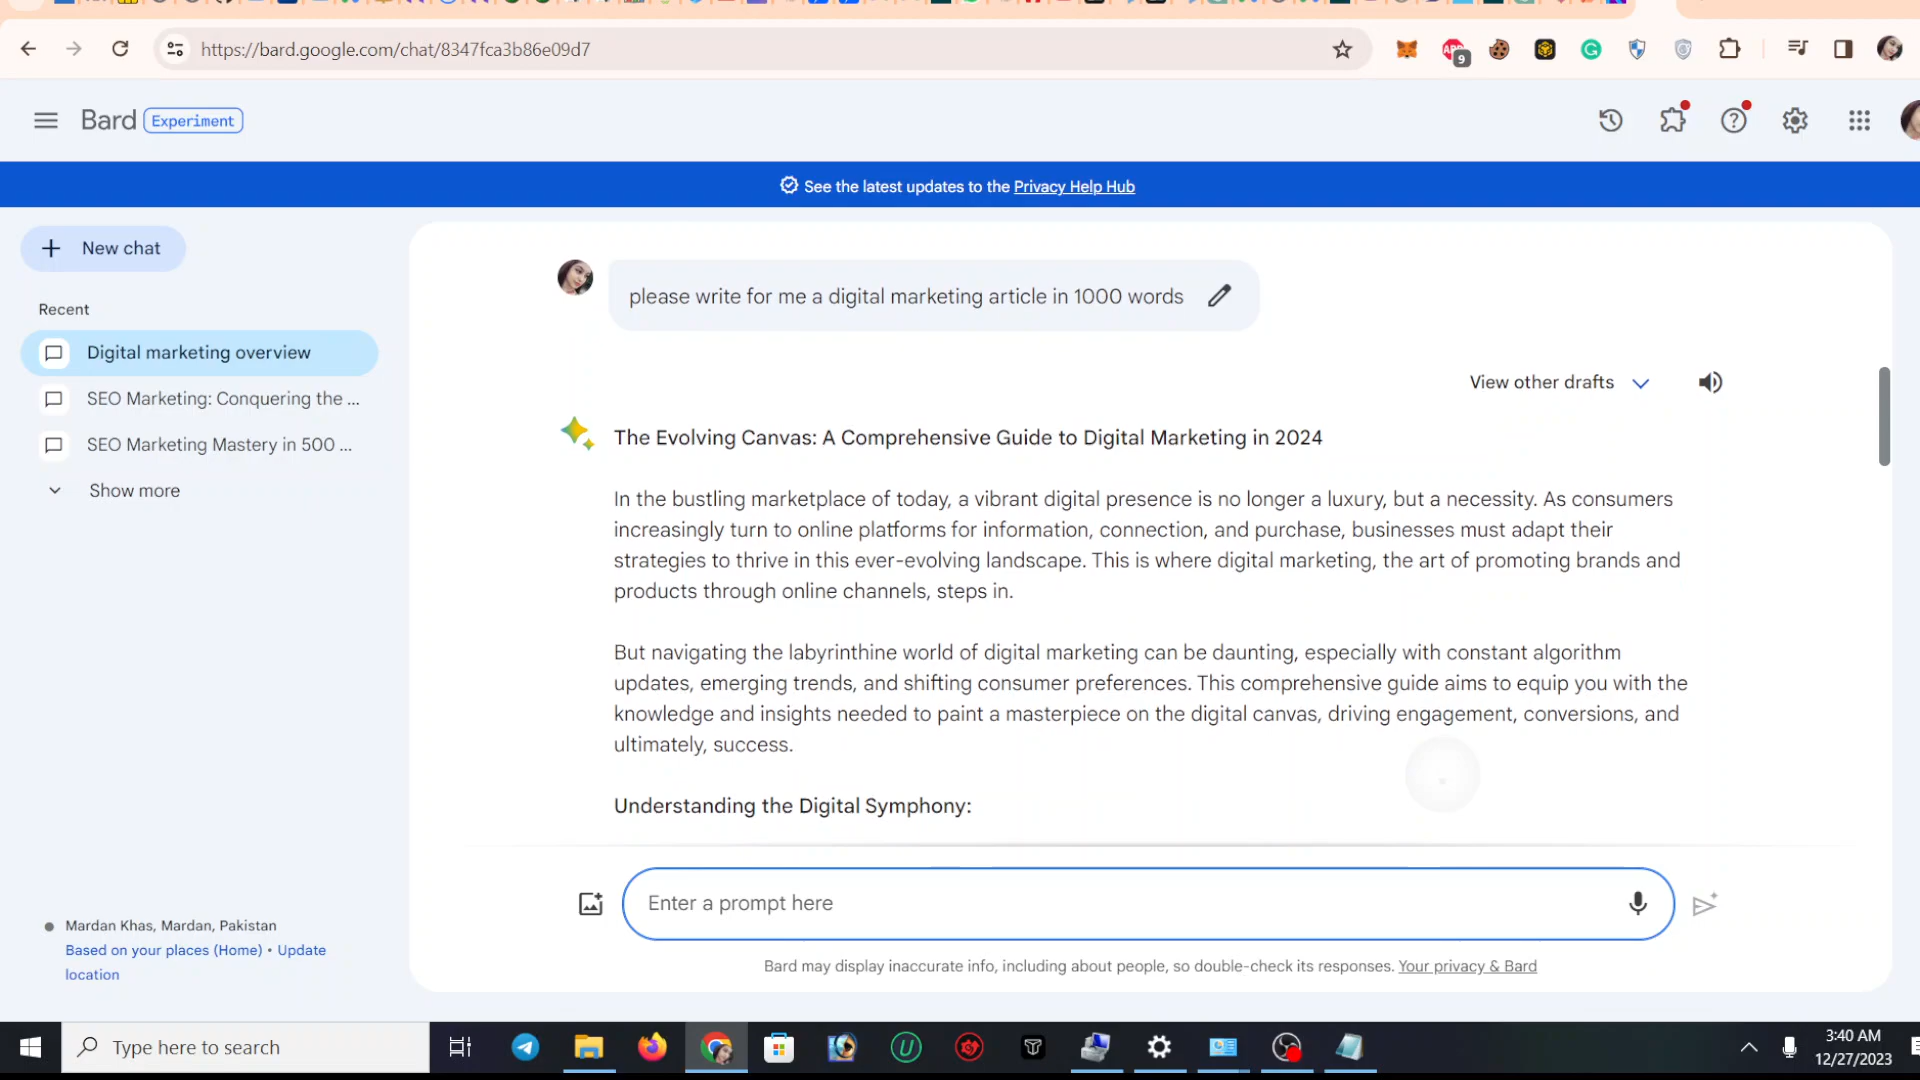 https://bard.google.com/chat/8347fca3b86e09d7
9
Bard Experiment
See the latest updates to the Privacy Help Hub
New chat
Recent
Digital marketing overview
SEO Marketing: Conquering the ...
SEO Marketing Mastery in 500 ...
Show more
please write for me a digital marketing article in 1000 words
View other drafts
The Evolving Canvas: A Comprehensive Guide to Digital Marketing in 2024
In the bustling marketplace of today, a vibrant digital presence is no longer a luxury, but a necessity. As consumers
increasingly turn to online platforms for information, connection, and purchase, businesses must adapt their
strategies to thrive in this ever-evolving landscape. This is where digital marketing, the art of promoting brands and
products through online channels, steps in.
But navigating the labyrinthine world of digital marketing can be daunting, especially with constant algorithm
updates, emerging trends, and shifting consumer preferences. This comprehensive guide aims to equip you with the
knowledge and insights needed to paint a masterpiece on the digital canvas, driving engagement, conversions, and
ultimately, success.
Understanding the Digital Symphony:
Enter a prompt here
Bard may display inaccurate info, including about people, so double-check its responses. Your privacy & Bard
Mardan Khas, Mardan, Pakistan
Based on your places (Home) • Update
location
Type here to search
3:40 AM
12/27/2023